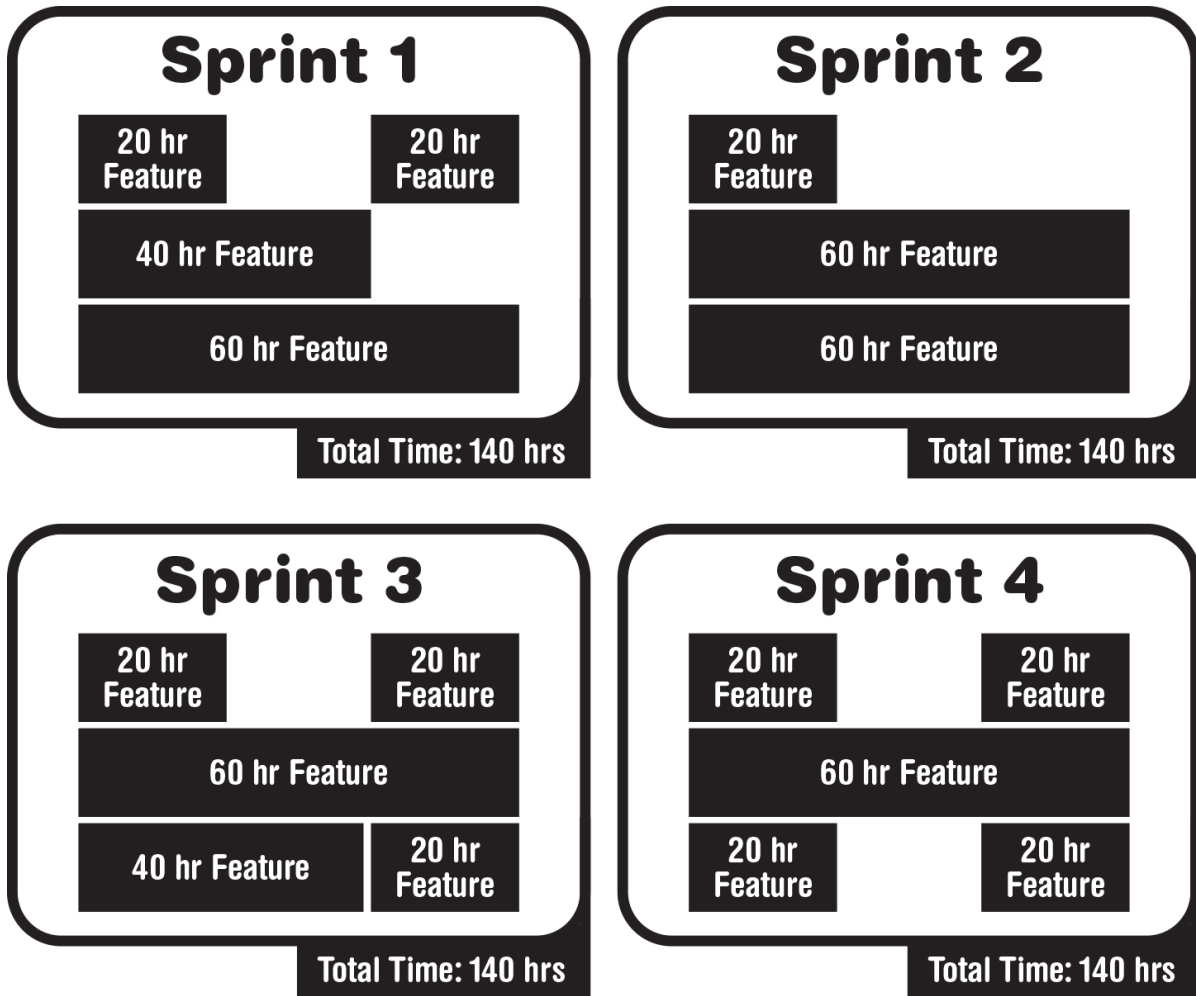 Sprint 1
20 hr
Feature
20 hr
Feature
40 hr Feature
60 hr Feature
Total Time: 140 hrs
Sprint 2
20 hr
Feature
60 hr Feature
60 hr Feature
Total Time: 140 hrs
Sprint 3
20 hr
Feature
20 hr
Feature
60 hr Feature
40 hr Feature
20 hr
Feature
Total Time: 140 hrs
Sprint 4
20 hr
Feature
20 hr
Feature
60 hr Feature
20 hr
Feature
20 hr
Feature
Total Time: 140 hrs